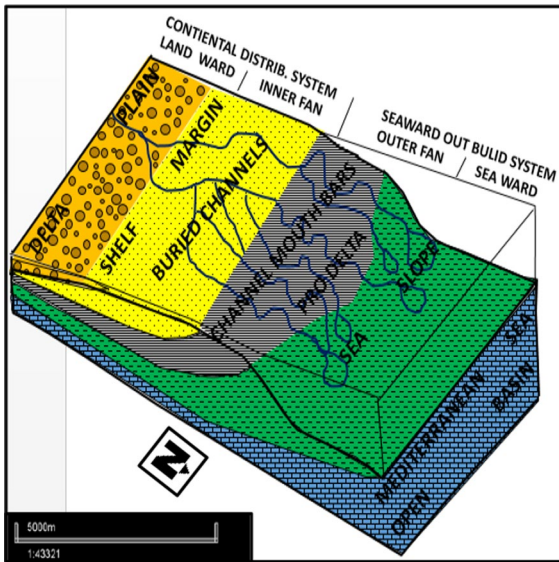 CONTIENTAL DISTRIB. SYSTEM
LAND WARD
INNER FAN
SEAWARD OUT BULID SYSTEM
OUTER FAN
SEA WARD
DELTA PLAIN
SHELF MARGIN
BURIED CHANNELS
CHANNEL MOUTH BARS
PRO DELTA
SEA SLOPE
MEDITERRANEAN SEA
OPEN BASIN
N
5000m
1:43321